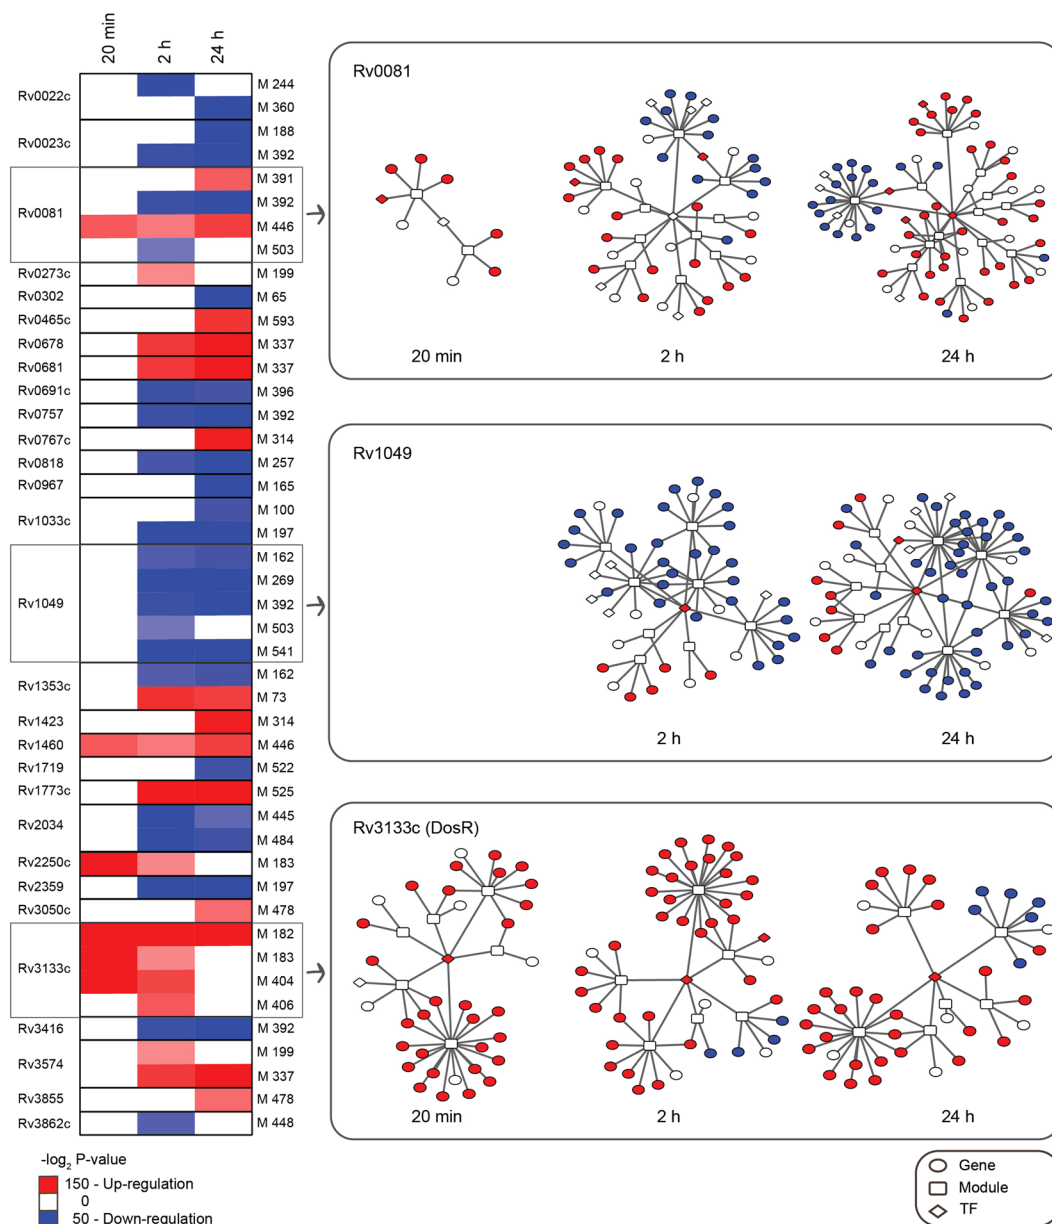 20 min
2 h
24 h
Rv0022c
M 244
M 360
Rv0023c
M 188
M 392
Rv0081
M 391
M 392
M 446
M 503
Rv0273c
M 199
Rv0302
M 65
Rv0465c
M 593
Rv0678
M 337
Rv0681
M 337
Rv0691c
M 396
Rv0757
M 392
Rv0767c
M 314
Rv0818
M 257
Rv0967
M 165
Rv1033c
M 100
M 197
Rv1049
M 162
M 269
M 392
M 503
M 541
Rv1353c
M 162
M 73
Rv1423
M 314
Rv1460
M 446
Rv1719
M 522
Rv1773c
M 525
Rv2034
M 445
M 484
Rv2250c
M 183
Rv2359
M 197
Rv3050c
M 478
Rv3133c
M 182
M 183
M 404
M 406
Rv3416
M 392
Rv3574
M 199
M 337
Rv3855
M 478
Rv3862c
M 448
-log2 P-value
150 - Up-regulation
0
50 - Down-regulation
Rv0081
20 min
2 h
24 h
Rv1049
2 h
24 h
Rv3133c (DosR)
20 min
2 h
24 h
Gene
Module
TF